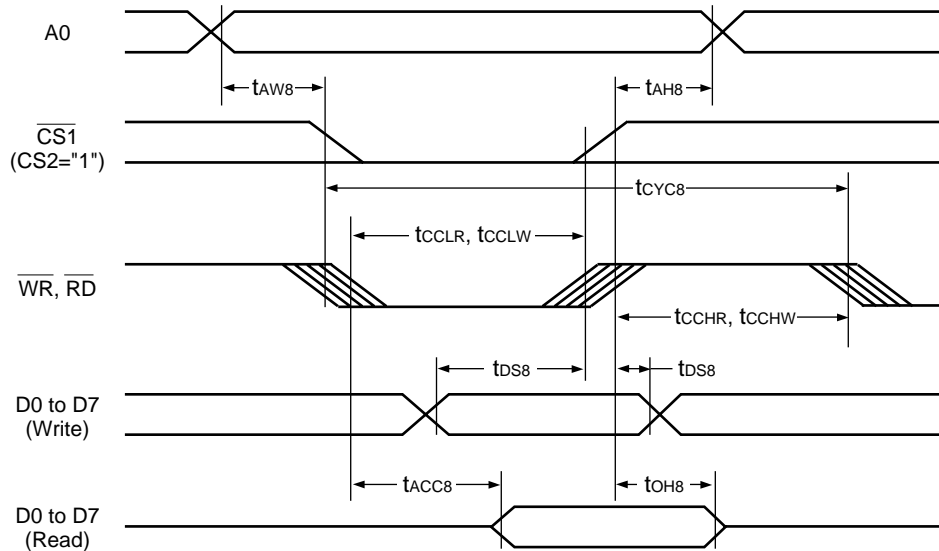 A0
tAW8
tAH8
CS1
(CS2="1")
tCYC8
tCCLR, tCCLW
WR, RD
tCCHR, tCCHW
tDS8
tDS8
D0 to D7
(Write)
tACC8
tOH8
D0 to D7
(Read)